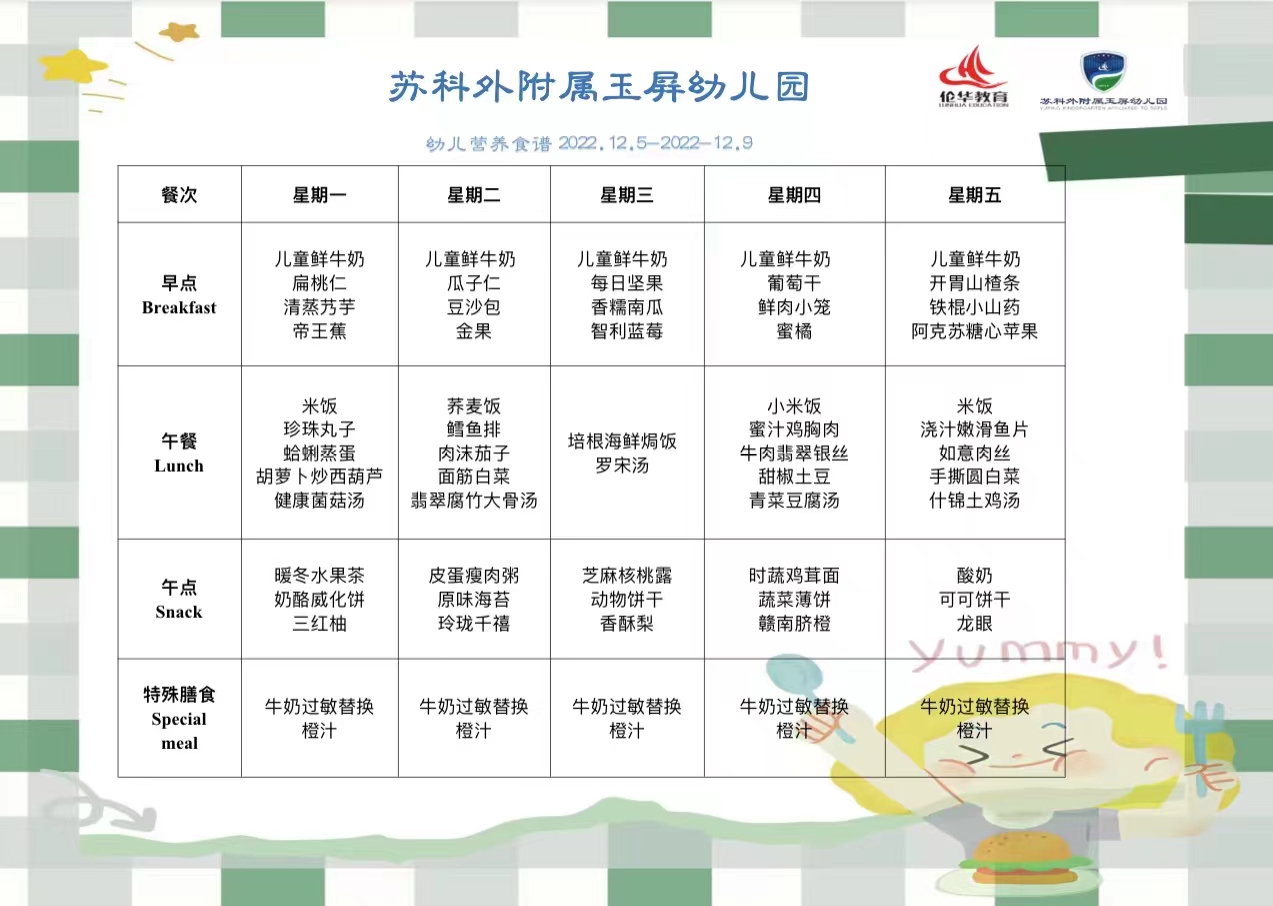 苏科外附属玉屏幼儿园
伦华教育
LUNHUA EDUCATION
苏科外附属玉屏幼儿园
幼儿营养食谱 2022.12.5—2022—12.9
餐次 星期一 星期二 星期三 星期四 星期五
早点
Breakfast
儿童鲜牛奶
扁桃仁
清蒸艿芋
帝王蕉
儿童鲜牛奶
瓜子仁
豆沙包
金果
儿童鲜牛奶
每日坚果
香糯南瓜
智利蓝莓
儿童鲜牛奶
葡萄干
鲜肉小笼
蜜橘
儿童鲜牛奶
开胃山楂条
铁棍小山药
阿克苏糖心苹果
午餐
Lunch
米饭
珍珠丸子
蛤蜊蒸蛋
胡萝卜炒西葫芦
健康菌菇汤
荞麦饭
鳕鱼排
肉沫茄子
面筋白菜
翡翠腐竹大骨汤
培根海鲜焗饭
罗宋汤
小米饭
蜜汁鸡胸肉
牛肉翡翠银丝
甜椒土豆
青菜豆腐汤
米饭
浇汁嫩滑鱼片
如意肉丝
手撕圆白菜
什锦土鸡汤
午点
Snack
暖冬水果茶
奶酪威化饼
三红柚
皮蛋瘦肉粥
原味海苔
玲珑千禧
芝麻核桃露
动物饼干
香酥梨
时蔬鸡茸面
蔬菜薄饼
赣南脐橙
酸奶
可可饼干
龙眼
特殊膳食
Special
meal
牛奶过敏替换
橙汁
牛奶过敏替换
橙汁
牛奶过敏替换
橙汁
牛奶过敏替换
橙汁
牛奶过敏替换
橙汁
yummy!